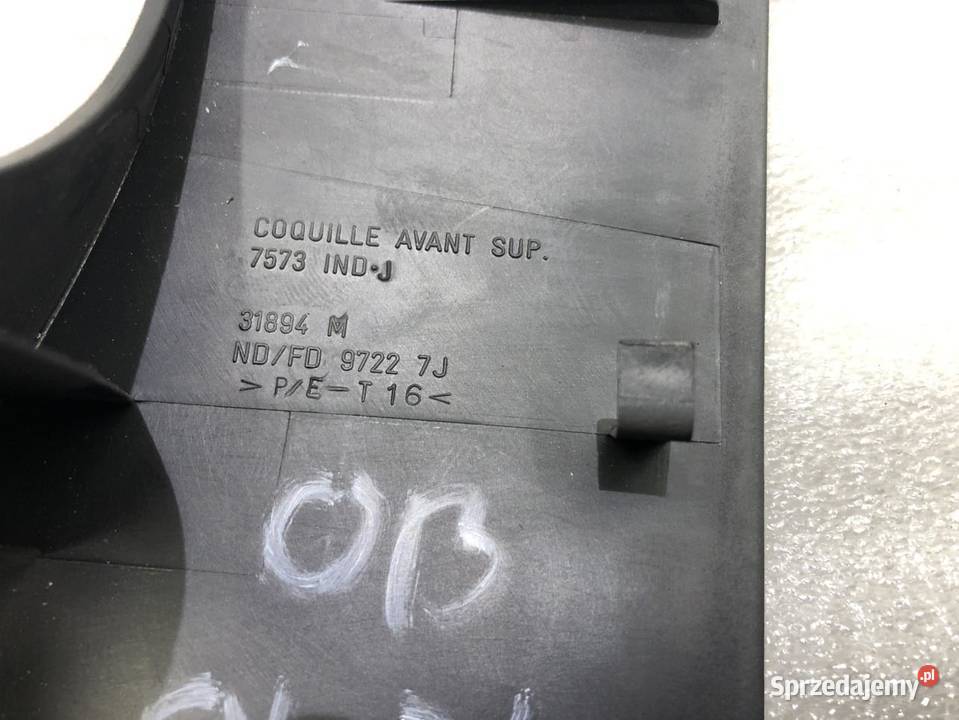 COQUILLE AVANT SUP.
7573 IND·J
31894 M
ND/FD 9722 7J
> P/E-T16<
OB
Sprzedajemy.pl